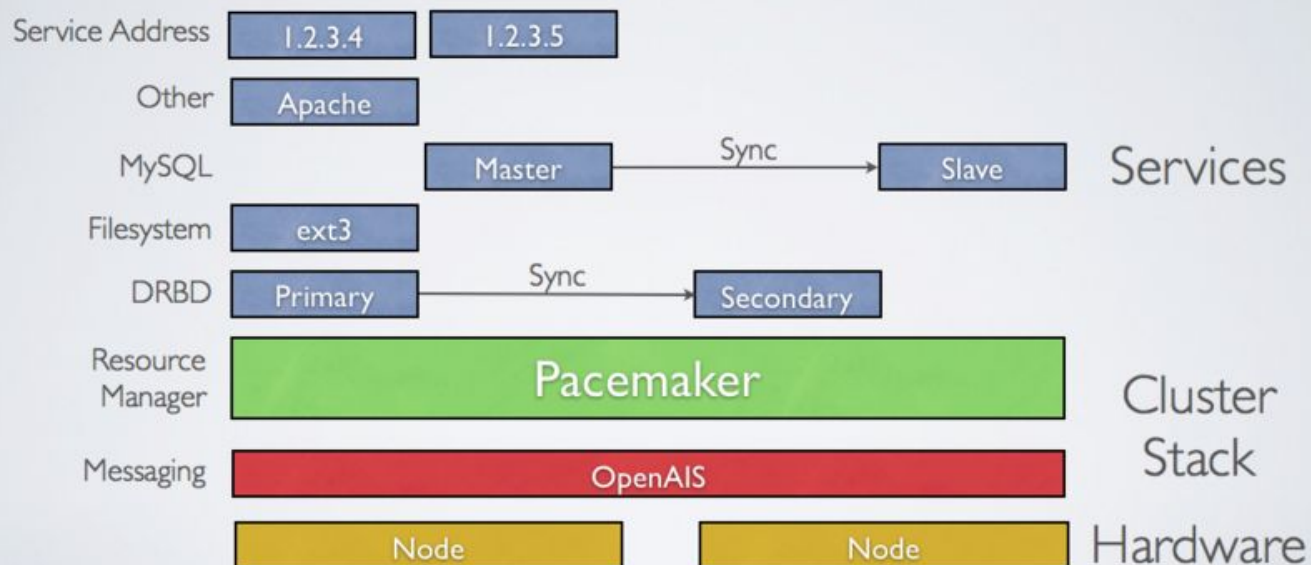 Service Address 1.2.3.4 1.2.3.5
Other Apache
MySQL Master Sync Slave Services
Filesystem ext3
DRBD Primary Sync Secondary
Resource
Manager
Pacemaker
Cluster
Stack
Messaging OpenAIS
Node Node Hardware